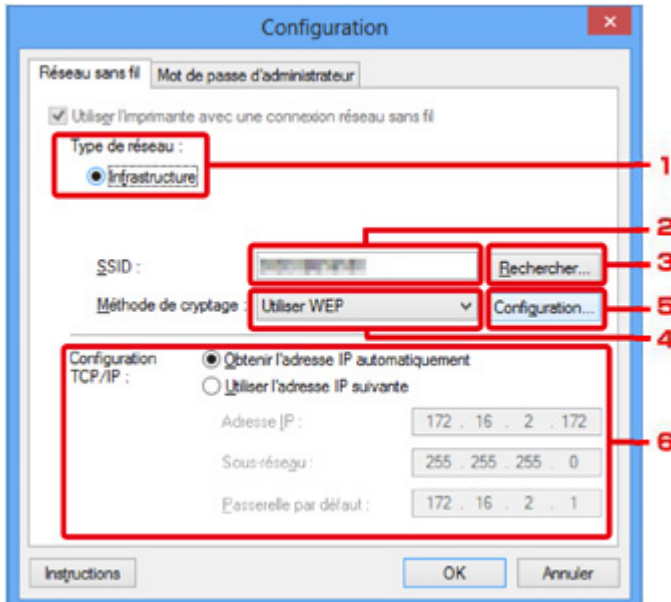 Configuration
Réseau sans fil
Mot de passe d'administrateur
Utiliser l'imprimante avec une connexion réseau sans fil
Type de réseau :
Infrastructure
1
2
SSID :
Rechercher...
3
Méthode de cryptage :
Utiliser WEP
Configuration...
5
4
Configuration TCP/IP :
Obtenir l'adresse IP automatiquement
Utiliser l'adresse IP suivante
Adresse IP :
172 . 16 . 2 . 172
Sous-réseau :
255 . 255 . 255 . 0
6
Passerelle par défaut :
172 . 16 . 2 . 1
Instructions
OK
Annuler